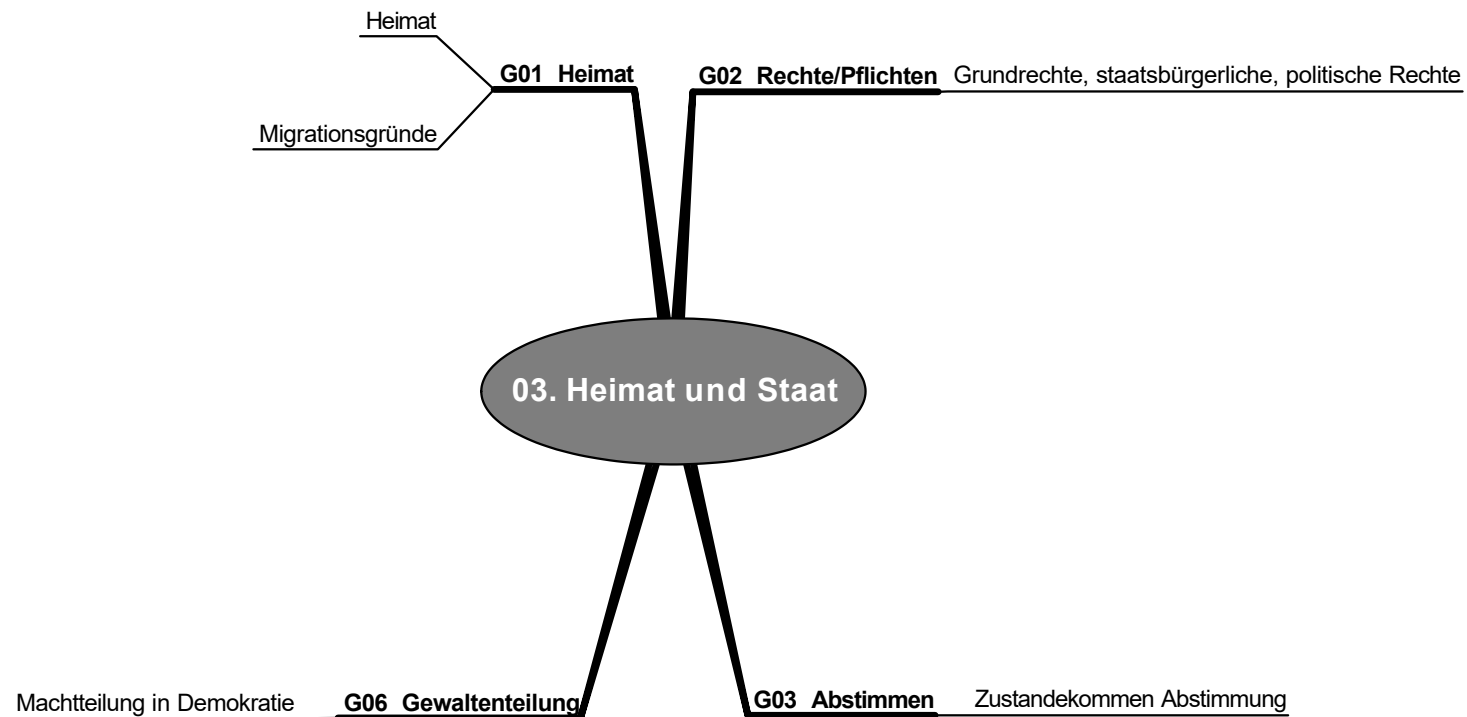 Heimat
G01 Heimat
Migrationsgründe
G02 Rechte/Pflichten
Grundrechte, staatsbürgerliche, politische Rechte
03. Heimat und Staat
Machtteilung in Demokratie
G06 Gewaltenteilung
G03 Abstimmen
Zustandekommen Abstimmung